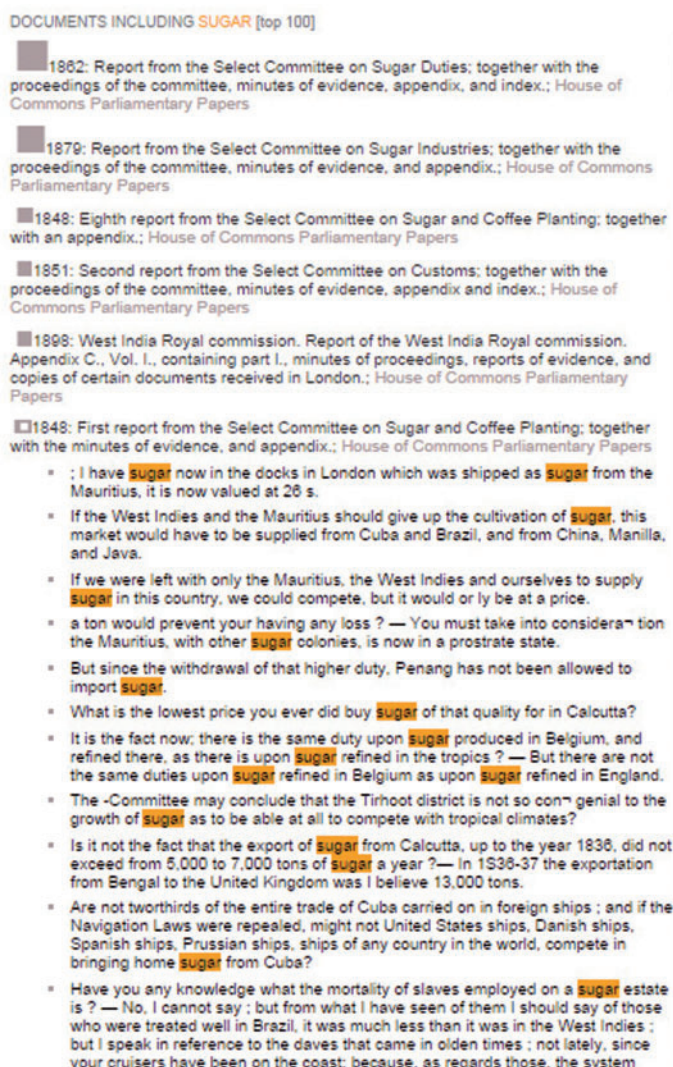 DOCUMENTS INCLUDING SUGAR [top 100]
1862: Report from the Select Committee on Sugar Duties; together with the
proceedings of the committee, minutes of evidence, appendix, and index.; House of
Commons Parliamentary Papers
1879: Report from the Select Committee on Sugar Industries; together with the
proceedings of the committee, minutes of evidence, and appendix.; House of Commons
Parliamentary Papers
1848: Eighth report from the Select Committee on Sugar and Coffee Planting; together
with an appendix.; House of Commons Parliamentary Papers
1851: Second report from the Select Committee on Customs; together with the
proceedings of the committee, minutes of evidence, appendix and index.; House of
Commons Parliamentary Papers
1898: West India Royal commission. Report of the West India Royal commission.
Appendix C., Vol. I., containing part I., minutes of proceedings, reports of evidence, and
copies of certain documents received in London.; House of Commons Parliamentary
Papers
1848: First report from the Select Committee on Sugar and Coffee Planting; together
with the minutes of evidence, and appendix.; House of Commons Parliamentary Papers
; I have sugar now in the docks in London which was shipped as sugar from the
Mauritius, it is now valued at 26 s.
If the West Indies and the Mauritius should give up the cultivation of sugar, this
market would have to be supplied from Cuba and Brazil, and from China, Manilla,
and Java.
If we were left with only the Mauritius, the West Indies and ourselves to supply
sugar in this country, we could compete, but it would or ly be at a price.
a ton would prevent your having any loss ? — You must take into considera¬ tion
the Mauritius, with other sugar colonies, is now in a prostrate state.
But since the withdrawal of that higher duty, Penang has not been allowed to
import sugar.
What is the lowest price you ever did buy sugar of that quality for in Calcutta?
It is the fact now; there is the same duty upon sugar produced in Belgium, and
refined there, as there is upon sugar refined in the tropics ? — But there are not
the same duties upon sugar refined in Belgium as upon sugar refined in England.
The -Committee may conclude that the Tirhoot district is not so con¬ genial to the
growth of sugar as to be able at all to compete with tropical climates?
Is it not the fact that the export of sugar from Calcutta, up to the year 1836, did not
exceed from 5,000 to 7,000 tons of sugar a year ?— In 1S36-37 the exportation
from Bengal to the United Kingdom was I believe 13,000 tons.
Are not tworthirds of the entire trade of Cuba carried on in foreign ships ; and if the
Navigation Laws were repealed, might not United States ships, Danish ships,
Spanish ships, Prussian ships, ships of any country in the world, compete in
bringing home sugar from Cuba?
Have you any knowledge what the mortality of slaves employed on a sugar estate
is ? — No, I cannot say ; but from what I have seen of them I should say of those
who were treated well in Brazil, it was much less than it was in the West Indies ;
but I speak in reference to the daves that came in olden times ; not lately, since
your cruisers have been on the coast; because, as regards those, the system